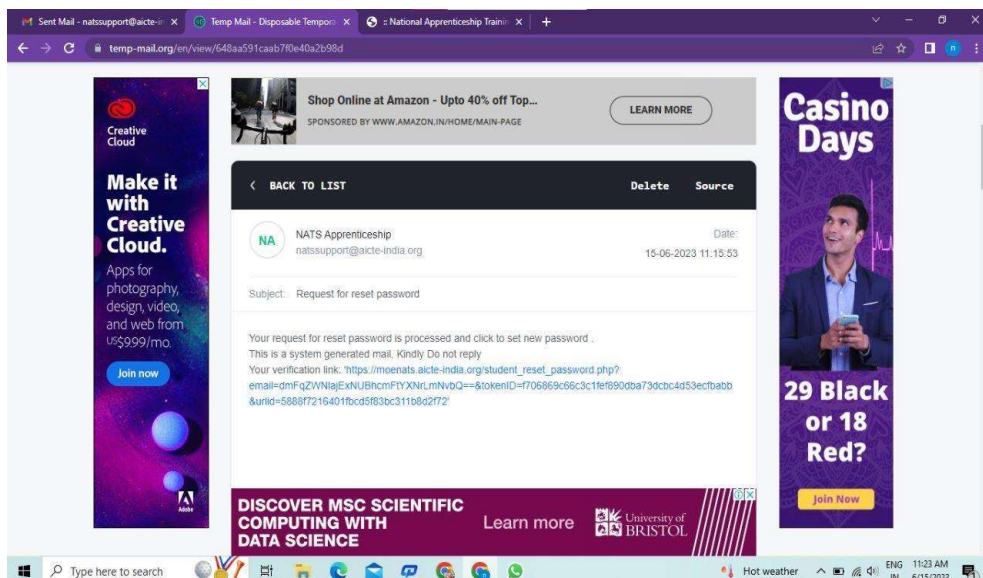 Sent Mail - natssupport@aicte-in
Temp Mail - Disposable Tempora
:: National Apprenticeship Trainin
temp-mail.org/en/view/648aa591caab7f0e40a2b98d
Creative
Cloud
Make it
with
Creative
Cloud.
Apps for
photography,
design, video,
and web from
US$9.99/mo.
Join now
Adobe
Shop Online at Amazon - Upto 40% off Top...
SPONSORED BY WWW.AMAZON.IN/HOME/MAIN-PAGE
LEARN MORE
BACK TO LIST
Delete Source
NA
NATS Apprenticeship
natssupport@aicte-india.org
Date:
15-06-2023 11:15:53
Subject: Request for reset password
Your request for reset password is processed and click to set new password .
This is a system generated mail, Kindly Do not reply
Your verification link: 'https://moenats.aicte-india.org/student_reset_password.php?
email=dmFqZWNlajExNUBhcmFtYXNrLmNvbQ==&tokenID=f706869c66c3c1fef890dba73dcbc4d53ecfbabb
&urlid=5888f7216401fbcd5f83bc311b8d2f72'
DISCOVER MSC SCIENTIFIC
COMPUTING WITH
DATA SCIENCE
Learn more
University of
BRISTOL
Casino
Days
29 Black
or 18
Red?
Join Now
Type here to search
Hot weather
ENG
IN
11:23 AM
6/15/2023